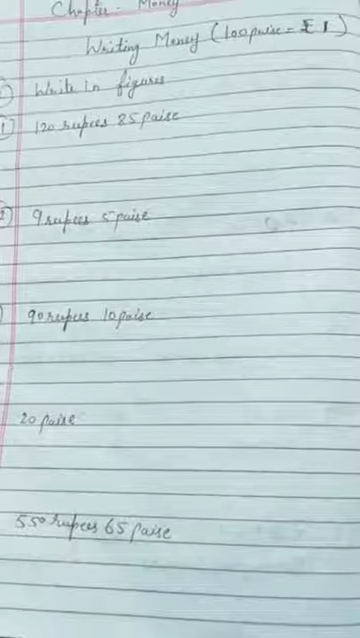 Chapter. Money
Writing Money (100 paise = ₹ 1
Write in figures
1) 120 rupees 85 paise
2) 9 rupees 5 paise
90 rupees 10 paise
20 paise
550 rupees 65 paise